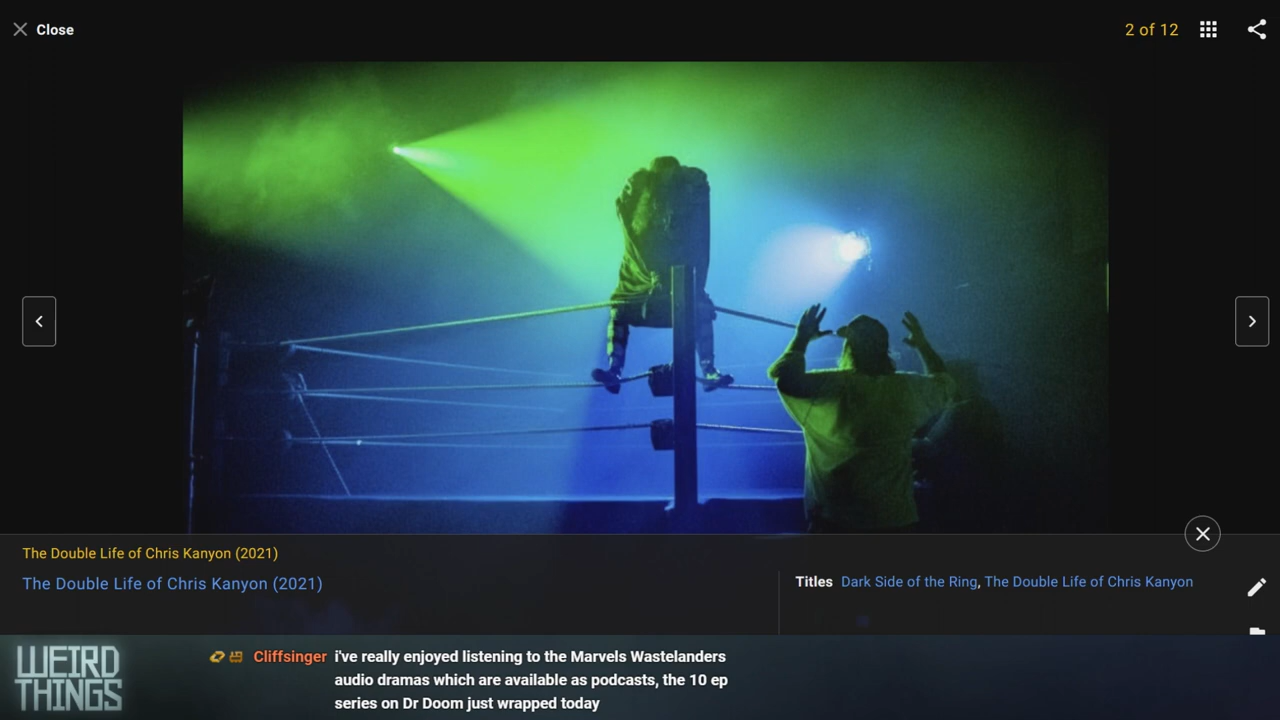 Close
2 of 12
The Double Life of Chris Kanyon (2021)
The Double Life of Chris Kanyon (2021)
Titles Dark Side of the Ring, The Double Life of Chris Kanyon
WEIRD
THINGS
Cliffsinger i've really enjoyed listening to the Marvels Wastelanders
audio dramas which are available as podcasts, the 10 ep
series on Dr Doom just wrapped today